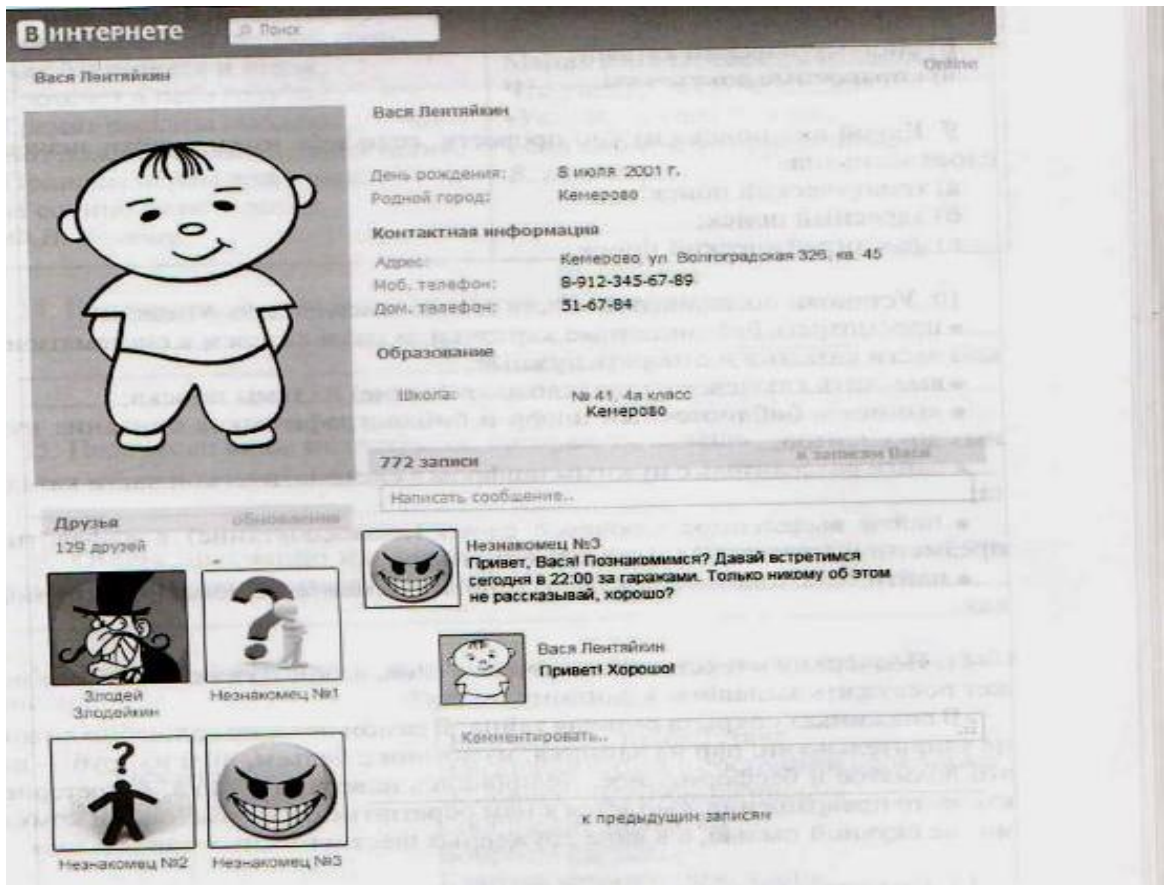 Винтернете
Поиск
Вася Лентяйкин
Online
Вася Лентяйкин
День рождения: 8 июля 2001 г.
Родной город: Кемерово
Контактная информация
Адрес: Кемерово, ул. Волгоградская 32б, кв. 45
Моб. телефон: 8-912-345-67-89
Дом. телефон: 51-67-84
Образование
Школа: № 41, 4а класс
Кемерово
772 записи
к записям Васи
Написать сообщение..
Друзья обновления
129 друзей
Злодей
Злодейкин
Незнакомец №1
Незнакомец №2
Незнакомец №3
Незнакомец №3
Привет, Вася! Познакомимся? Давай встретимся
сегодня в 22:00 за гаражами. Только никому об этом
не рассказывай, хорошо?
Вася Лентяйкин
Привет! Хорошо!
Комментировать..
к предыдущим записям